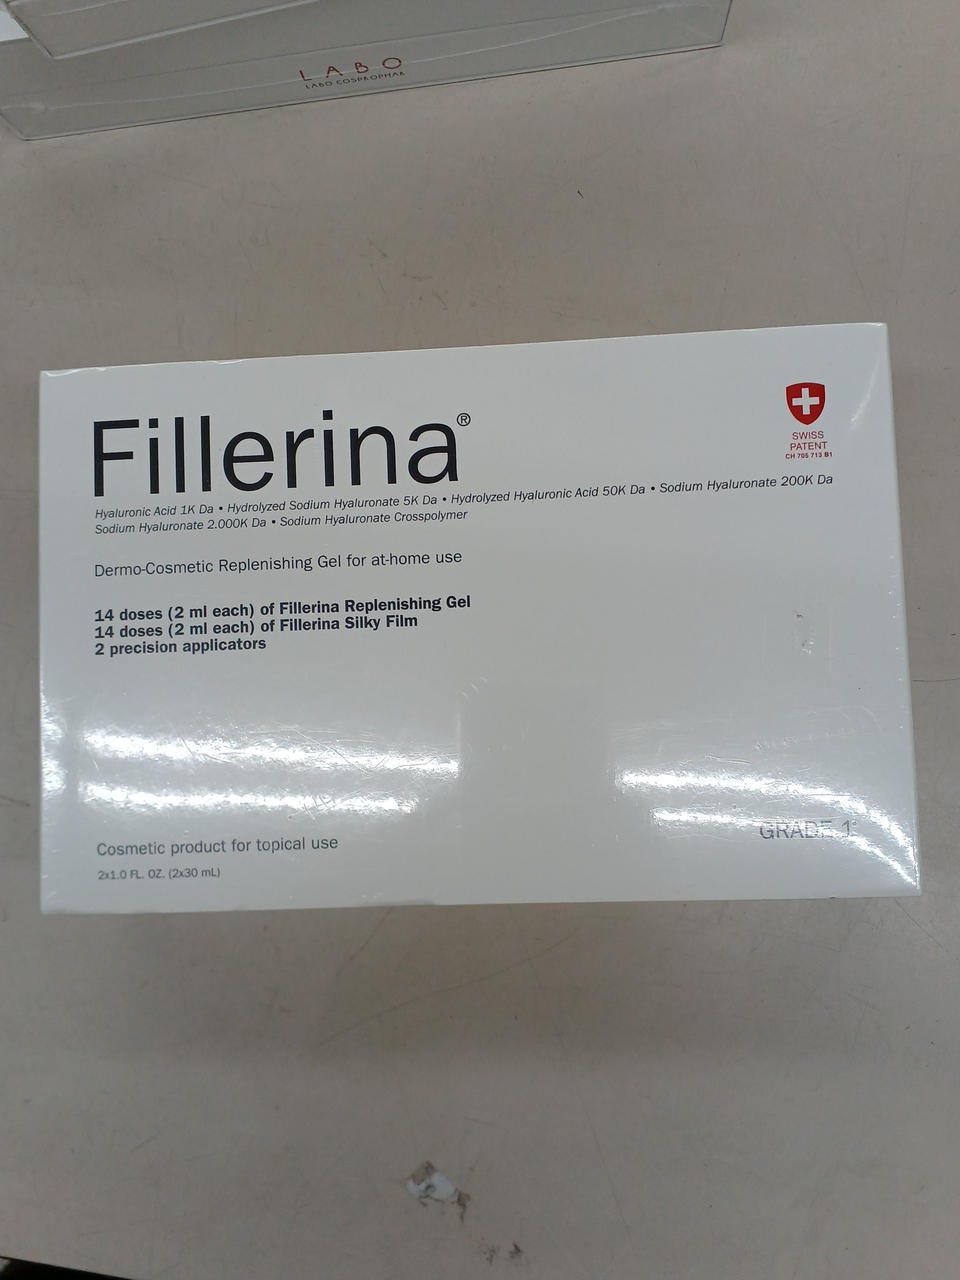 LABO
LABO COSPROPHAR
Fillerina®
SWISS
PATENT
CH 705 713 B1
Hyaluronic Acid 1K Da • Hydrolyzed Sodium Hyaluronate 5K Da • Hydrolyzed Hyaluronic Acid 50K Da • Sodium Hyaluronate 200K Da
Sodium Hyaluronate 2.000K Da • Sodium Hyaluronate Crosspolymer
Dermo-Cosmetic Replenishing Gel for at-home use
14 doses (2 ml each) of Fillerina Replenishing Gel
14 doses (2 ml each) of Fillerina Silky Film
2 precision applicators
GRADE 1*
Cosmetic product for topical use
2x1.0 FL. OZ. (2x30 mL)